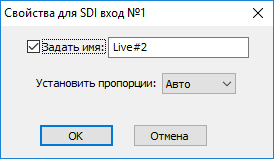 Свойства для SDI вход №1
Задать имя: Live#2
Установить пропорции: Авто
OK Отмена